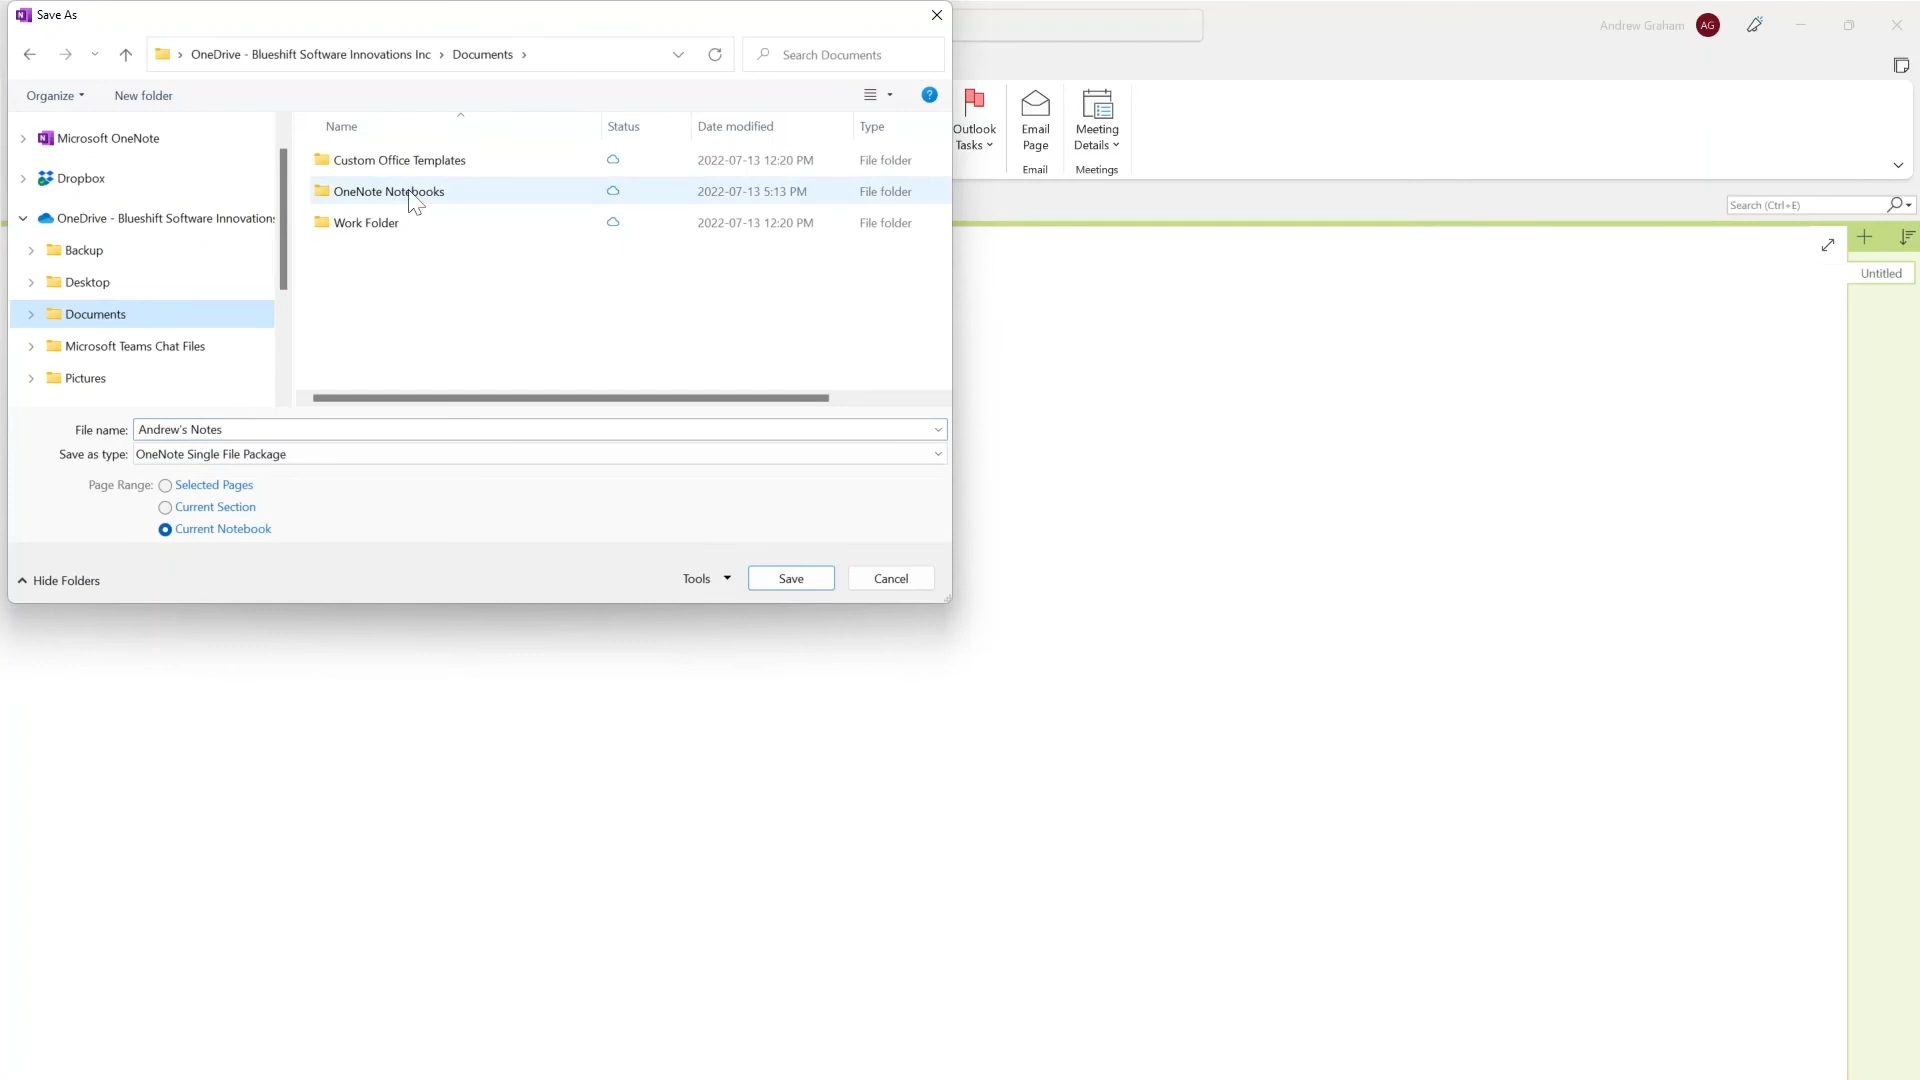 Save As
Andrew Graham AG
OneDrive - Blueshift Software Innovations Inc › Documents ›
Search Documents
Organize
New folder
Name
Status
Date modified
Type
Microsoft OneNote
Dropbox
OneDrive - Blueshift Software Innovations
Backup
Desktop
Documents
Microsoft Teams Chat Files
Pictures
Custom Office Templates 2022-07-13 12:20 PM File folder
OneNote Notebooks 2022-07-13 5:13 PM File folder
Work Folder 2022-07-13 12:20 PM File folder
File name: Andrew's Notes
Save as type: OneNote Single File Package
Page Range: Selected Pages
Current Section
Current Notebook
Hide Folders
Tools
Save
Cancel
Outlook
Tasks
Email
Page
Meeting
Details
Email
Meetings
Search (Ctrl+E)
Untitled